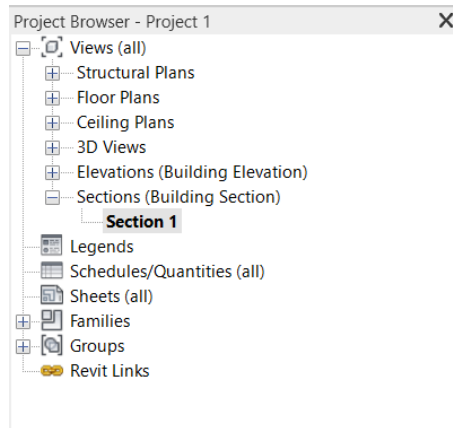 Project Browser - Project 1
Views (all)
Structural Plans
Floor Plans
Ceiling Plans
3D Views
Elevations (Building Elevation)
Sections (Building Section)
Section 1
Legends
Schedules/Quantities (all)
Sheets (all)
Families
Groups
Revit Links